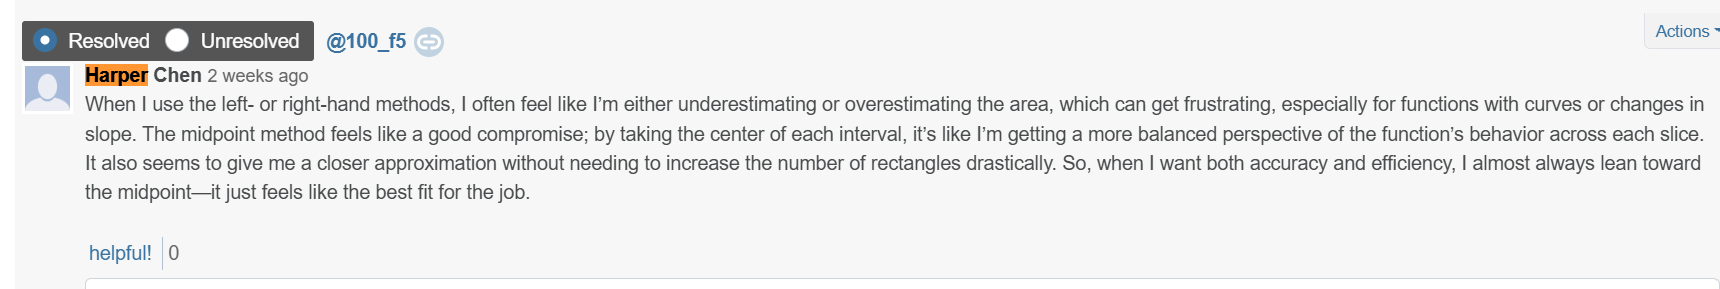 Resolved Unresolved @100_f5 Actions
Harper Chen 2 weeks ago
When I use the left- or right-hand methods, I often feel like I’m either underestimating or overestimating the area, which can get frustrating, especially for functions with curves or changes in
slope. The midpoint method feels like a good compromise; by taking the center of each interval, it’s like I’m getting a more balanced perspective of the function’s behavior across each slice.
It also seems to give me a closer approximation without needing to increase the number of rectangles drastically. So, when I want both accuracy and efficiency, I almost always lean toward
the midpoint—it just feels like the best fit for the job.
helpful! 0